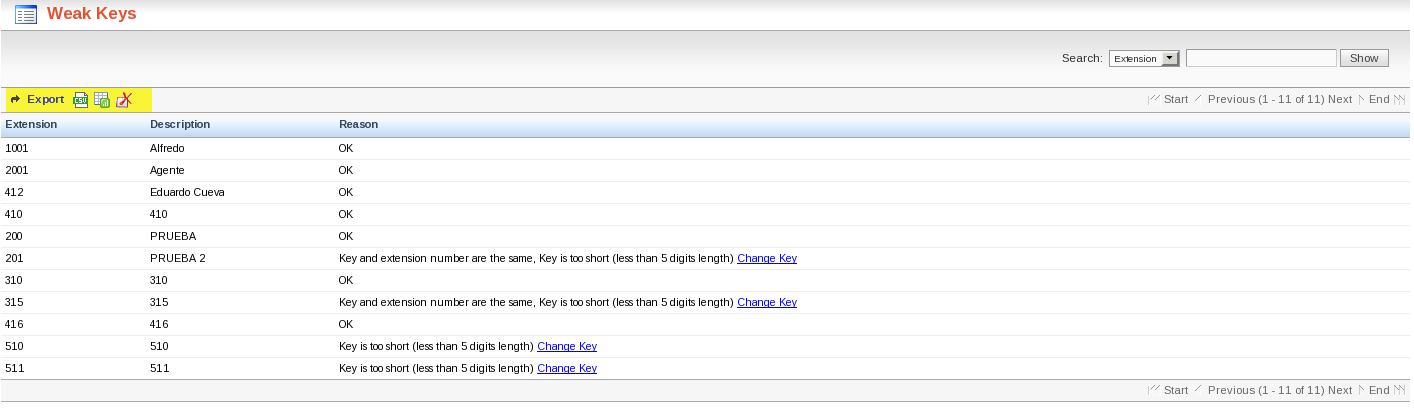 Weak Keys
Search: Extension Show
Export CSV Start Previous (1 - 11 of 11) Next End
Extension Description Reason
1001 Alfredo OK
2001 Agente OK
412 Eduardo Cueva OK
410 410 OK
200 PRUEBA OK
201 PRUEBA 2 Key and extension number are the same, Key is too short (less than 5 digits length) Change Key
310 310 OK
315 315 Key and extension number are the same, Key is too short (less than 5 digits length) Change Key
416 416 OK
510 510 Key is too short (less than 5 digits length) Change Key
511 511 Key is too short (less than 5 digits length) Change Key
Start Previous (1 - 11 of 11) Next End